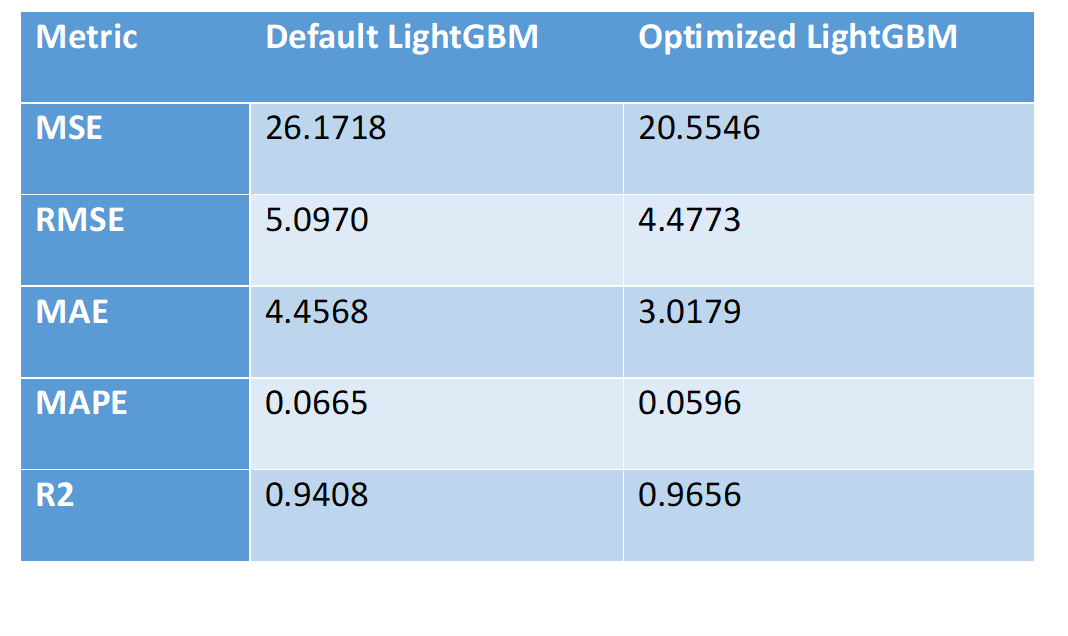 Metric Default LightGBM Optimized LightGBM
MSE 26.1718 20.5546
RMSE 5.0970 4.4773
MAE 4.4568 3.0179
MAPE 0.0665 0.0596
R2 0.9408 0.9656